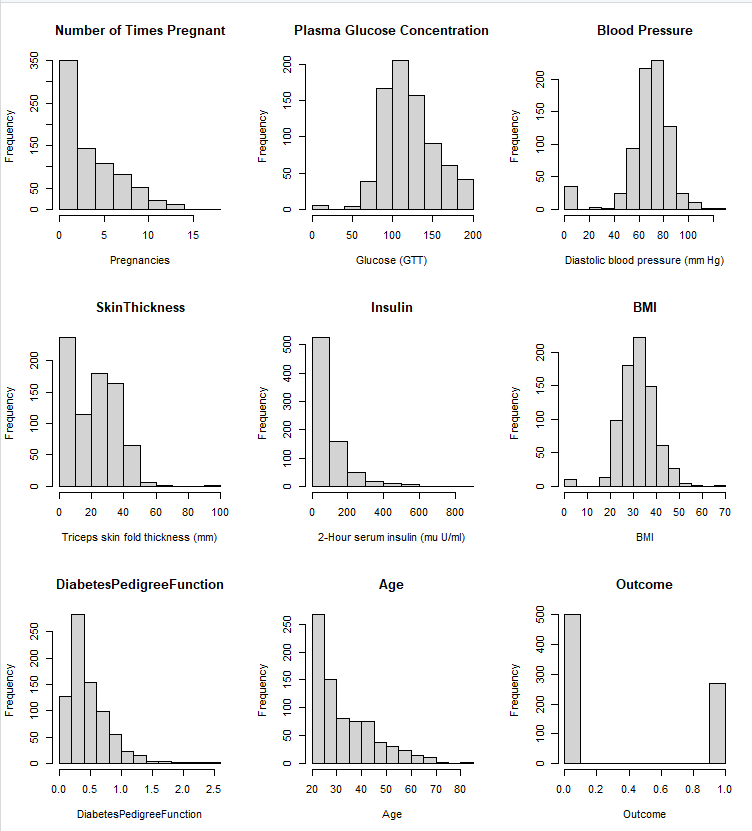 Number of Times Pregnant
Frequency
50 150 250 350
0 5 10 15
Pregnancies
Plasma Glucose Concentration
Frequency
0 50 100 150 200
0 50 100 150 200
Glucose (GTT)
Blood Pressure
Frequency
0 50 100 150 200
0 20 40 60 80 100
Diastolic blood pressure (mm Hg)
SkinThickness
Frequency
0 50 100 150 200
0 20 40 60 80 100
Triceps skin fold thickness (mm)
Insulin
Frequency
0 100 200 300 400 500
0 200 400 600 800
2-Hour serum insulin (mu U/ml)
BMI
Frequency
0 50 100 150 200
0 10 20 30 40 50 60 70
BMI
DiabetesPedigreeFunction
Frequency
0 50 100 150 200 250
0.0 0.5 1.0 1.5 2.0 2.5
DiabetesPedigreeFunction
Age
Frequency
0 50 100 150 200 250
20 30 40 50 60 70 80
Age
Outcome
Frequency
0 100 200 300 400 500
0.0 0.2 0.4 0.6 0.8 1.0
Outcome